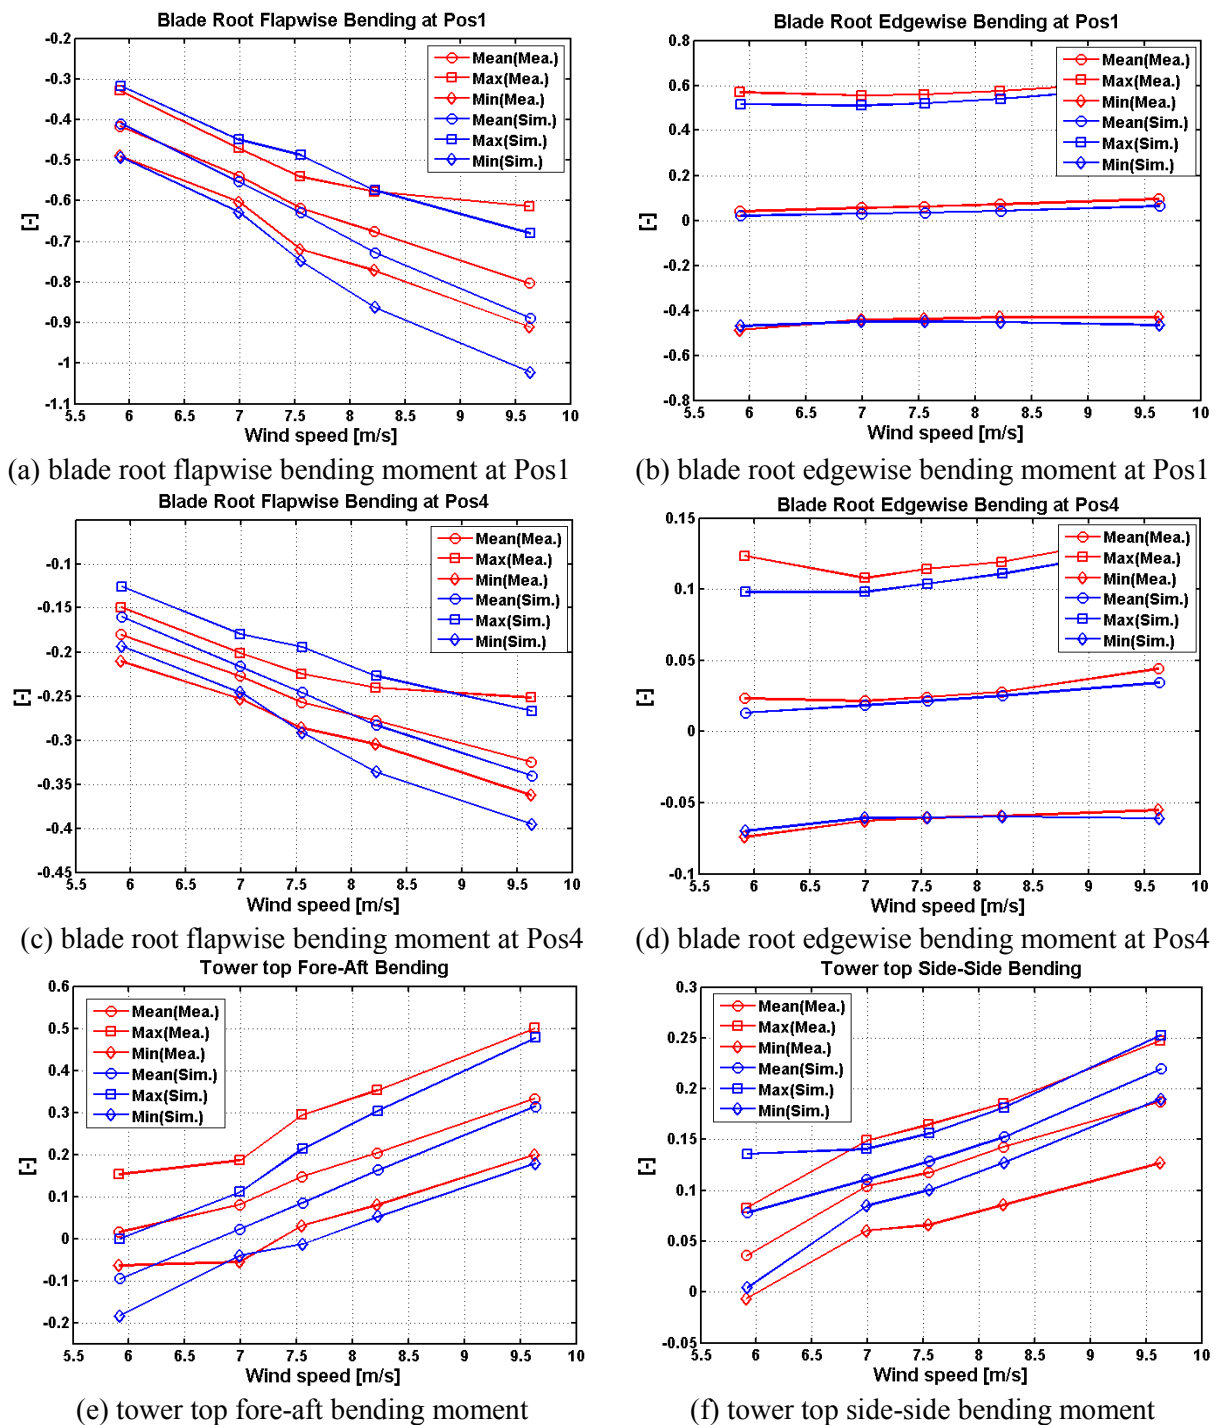 Blade Root Flapwise Bending at Pos1
-0.2
-0.3
-0.4
-0.5
-0.6
-0.7
-0.8
-0.9
-1
-1.1
[-]
Mean(Mea.)
Max(Mea.)
Min(Mea.)
Mean(Sim.)
Max(Sim.)
Min(Sim.)
5.5 6 6.5 7 7.5 8 8.5 9 9.5 10
Wind speed [m/s]
(a) blade root flapwise bending moment at Pos1
Blade Root Edgewise Bending at Pos1
0.8
0.6
0.4
0.2
0
-0.2
-0.4
-0.6
-0.8
[-]
Mean(Mea.)
Max(Mea.)
Min(Mea.)
Mean(Sim.)
Max(Sim.)
Min(Sim.)
5.5 6 6.5 7 7.5 8 8.5 9 9.5 10
Wind speed [m/s]
(b) blade root edgewise bending moment at Pos1
Blade Root Flapwise Bending at Pos4
-0.1
-0.15
-0.2
-0.25
-0.3
-0.35
-0.4
-0.45
[-]
Mean(Mea.)
Max(Mea.)
Min(Mea.)
Mean(Sim.)
Max(Sim.)
Min(Sim.)
5.5 6 6.5 7 7.5 8 8.5 9 9.5 10
Wind speed [m/s]
(c) blade root flapwise bending moment at Pos4
Blade Root Edgewise Bending at Pos4
0.15
0.1
0.05
0
-0.05
-0.1
[-]
Mean(Mea.)
Max(Mea.)
Min(Mea.)
Mean(Sim.)
Max(Sim.)
Min(Sim.)
5.5 6 6.5 7 7.5 8 8.5 9 9.5 10
Wind speed [m/s]
(d) blade root edgewise bending moment at Pos4
Tower top Fore-Aft Bending
0.6
0.5
0.4
0.3
0.2
0.1
0
-0.1
-0.2
[-]
Mean(Mea.)
Max(Mea.)
Min(Mea.)
Mean(Sim.)
Max(Sim.)
Min(Sim.)
5.5 6 6.5 7 7.5 8 8.5 9 9.5 10
Wind speed [m/s]
(e) tower top fore-aft bending moment
Tower top Side-Side Bending
0.3
0.25
0.2
0.15
0.1
0.05
0
-0.05
[-]
Mean(Mea.)
Max(Mea.)
Min(Mea.)
Mean(Sim.)
Max(Sim.)
Min(Sim.)
5.5 6 6.5 7 7.5 8 8.5 9 9.5 10
Wind speed [m/s]
(f) tower top side-side bending moment